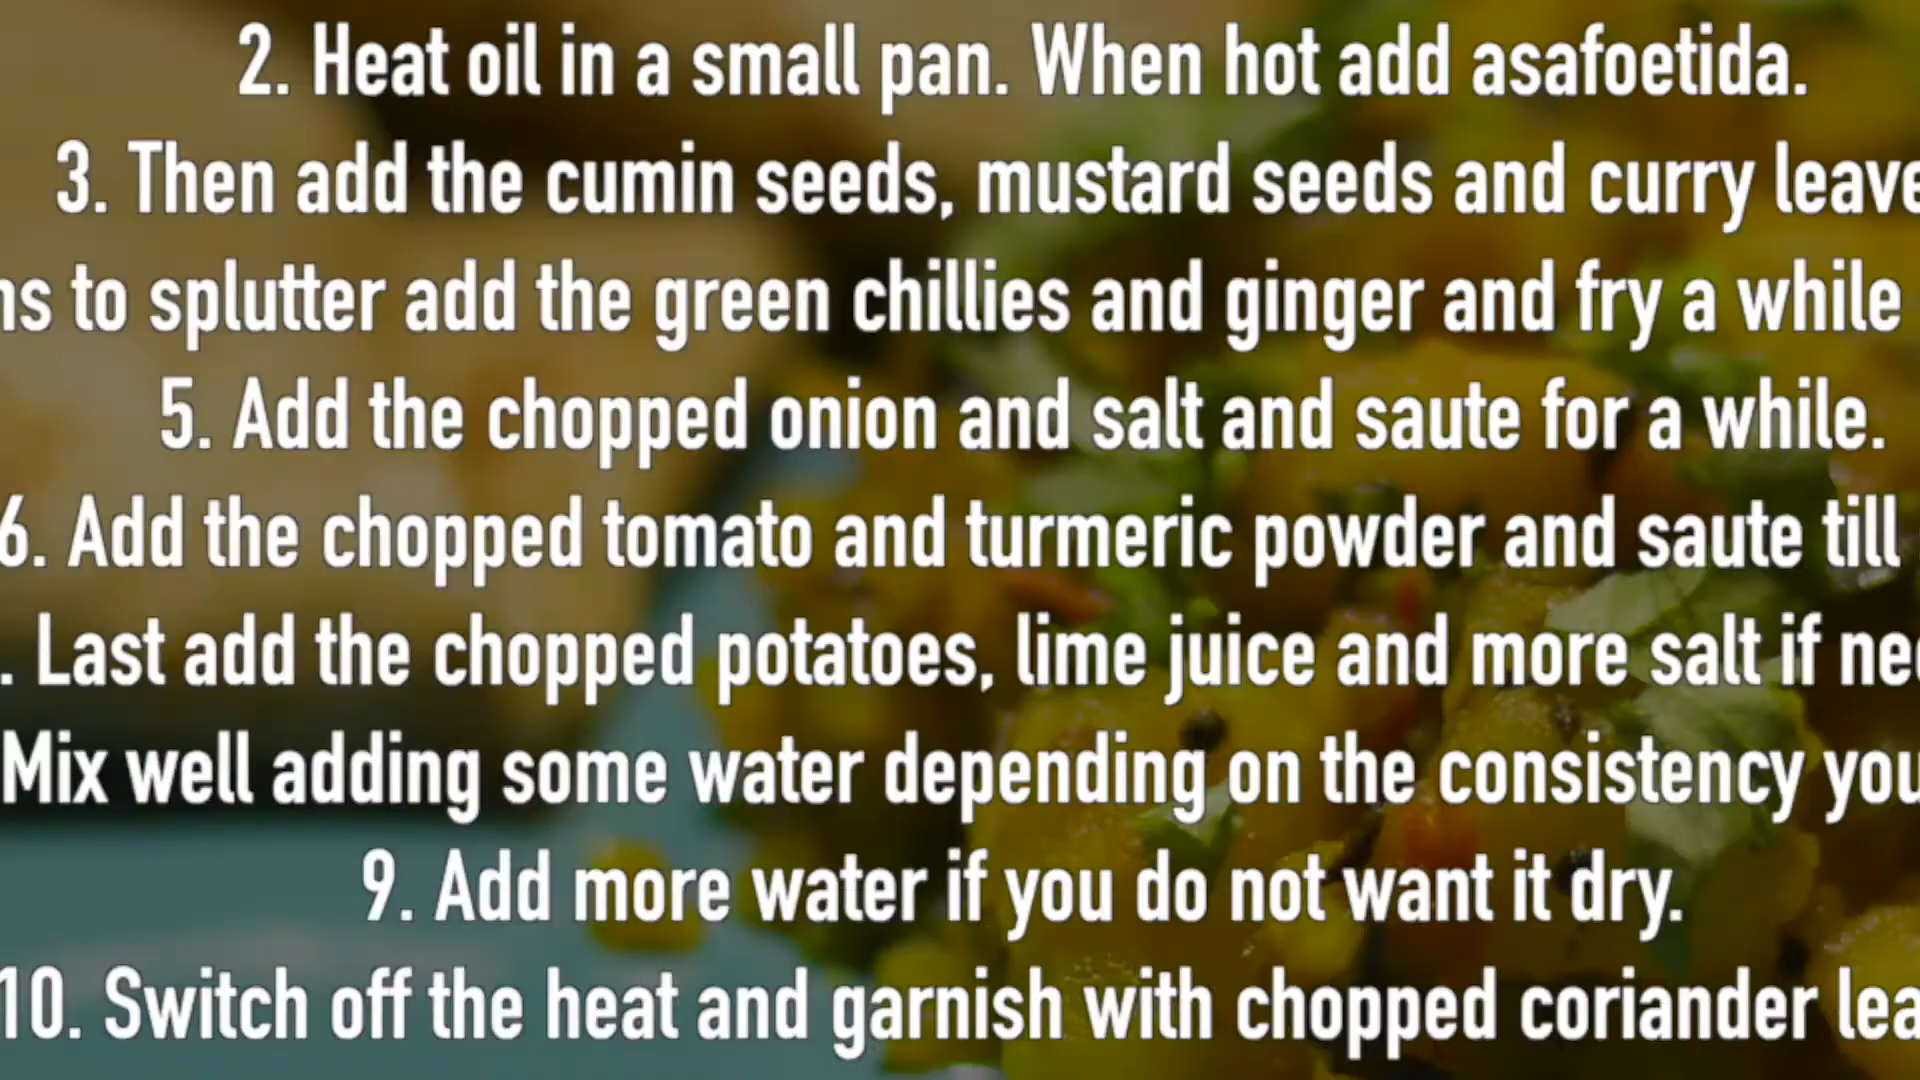 2. Heat oil in a small pan. When hot add asafoetida.
3. Then add the cumin seeds, mustard seeds and curry leave
ns to splutter add the green chillies and ginger and fry a while
5. Add the chopped onion and salt and saute for a while.
6. Add the chopped tomato and turmeric powder and saute till
. Last add the chopped potatoes, lime juice and more salt if nee
Mix well adding some water depending on the consistency you
9. Add more water if you do not want it dry.
10. Switch off the heat and garnish with chopped coriander lea